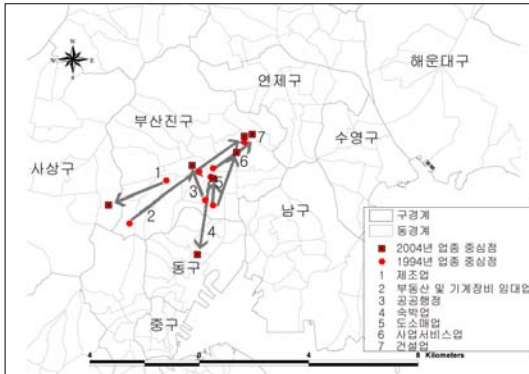 N
W
E
S
해운대구
연제구
부산진구
수영구
사상구
남구
동구
중구
1
2
3
4
5
6
7
구경계
동경계
2004년 업종 중심점
1994년 업종 중심점
1 제조업
2 부동산 및 기계장비 임대업
3 공공행정
4 숙박업
5 도소매업
6 사업서비스업
7 건설업
4 0 4 8 Kilometers